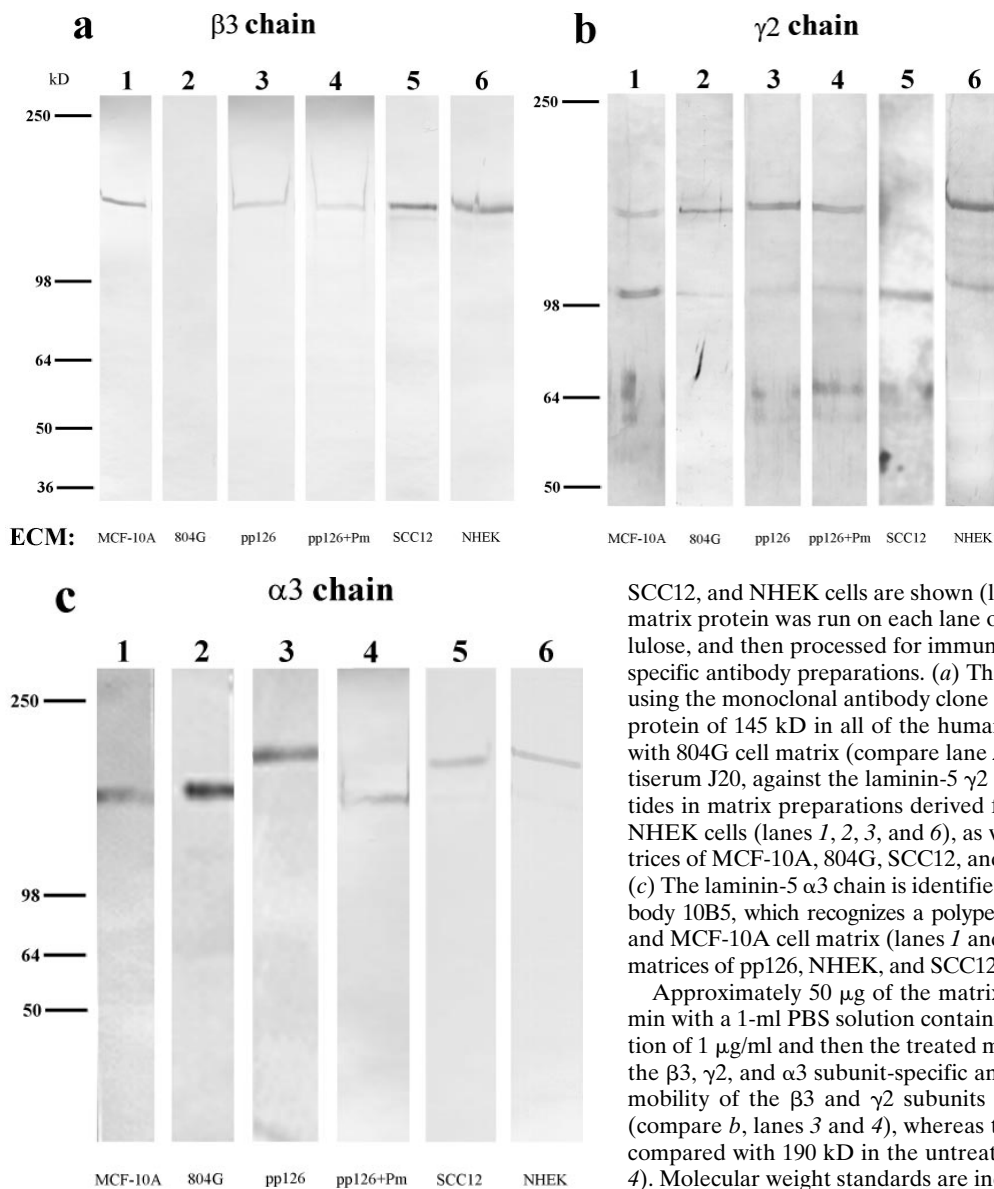 a
β3 chain
kD 1 2 3 4 5 6
250
98
64
50
36
ECM: MCF-10A 804G pp126 pp126+Pm SCC12 NHEK
b
γ2 chain
1 2 3 4 5 6
250
98
64
50
MCF-10A 804G pp126 pp126+Pm SCC12 NHEK
c
α3 chain
1 2 3 4 5 6
250
98
64
50
MCF-10A 804G pp126 pp126+Pm SCC12 NHEK
SCC12, and NHEK cells are shown (l
matrix protein was run on each lane o
lulose, and then processed for immun
specific antibody preparations. (a) Th
using the monoclonal antibody clone
protein of 145 kD in all of the human
with 804G cell matrix (compare lane
tiserum J20, against the laminin-5 γ2
tides in matrix preparations derived f
NHEK cells (lanes 1, 2, 3, and 6), as w
trices of MCF-10A, 804G, SCC12, and
(c) The laminin-5 α3 chain is identifie
body 10B5, which recognizes a polype
and MCF-10A cell matrix (lanes 1 and
matrices of pp126, NHEK, and SCC12
Approximately 50 μg of the matrix
min with a 1-ml PBS solution contain
tion of 1 μg/ml and then the treated m
the β3, γ2, and α3 subunit-specific an
mobility of the β3 and γ2 subunits
(compare b, lanes 3 and 4), whereas t
compared with 190 kD in the untreat
4). Molecular weight standards are in